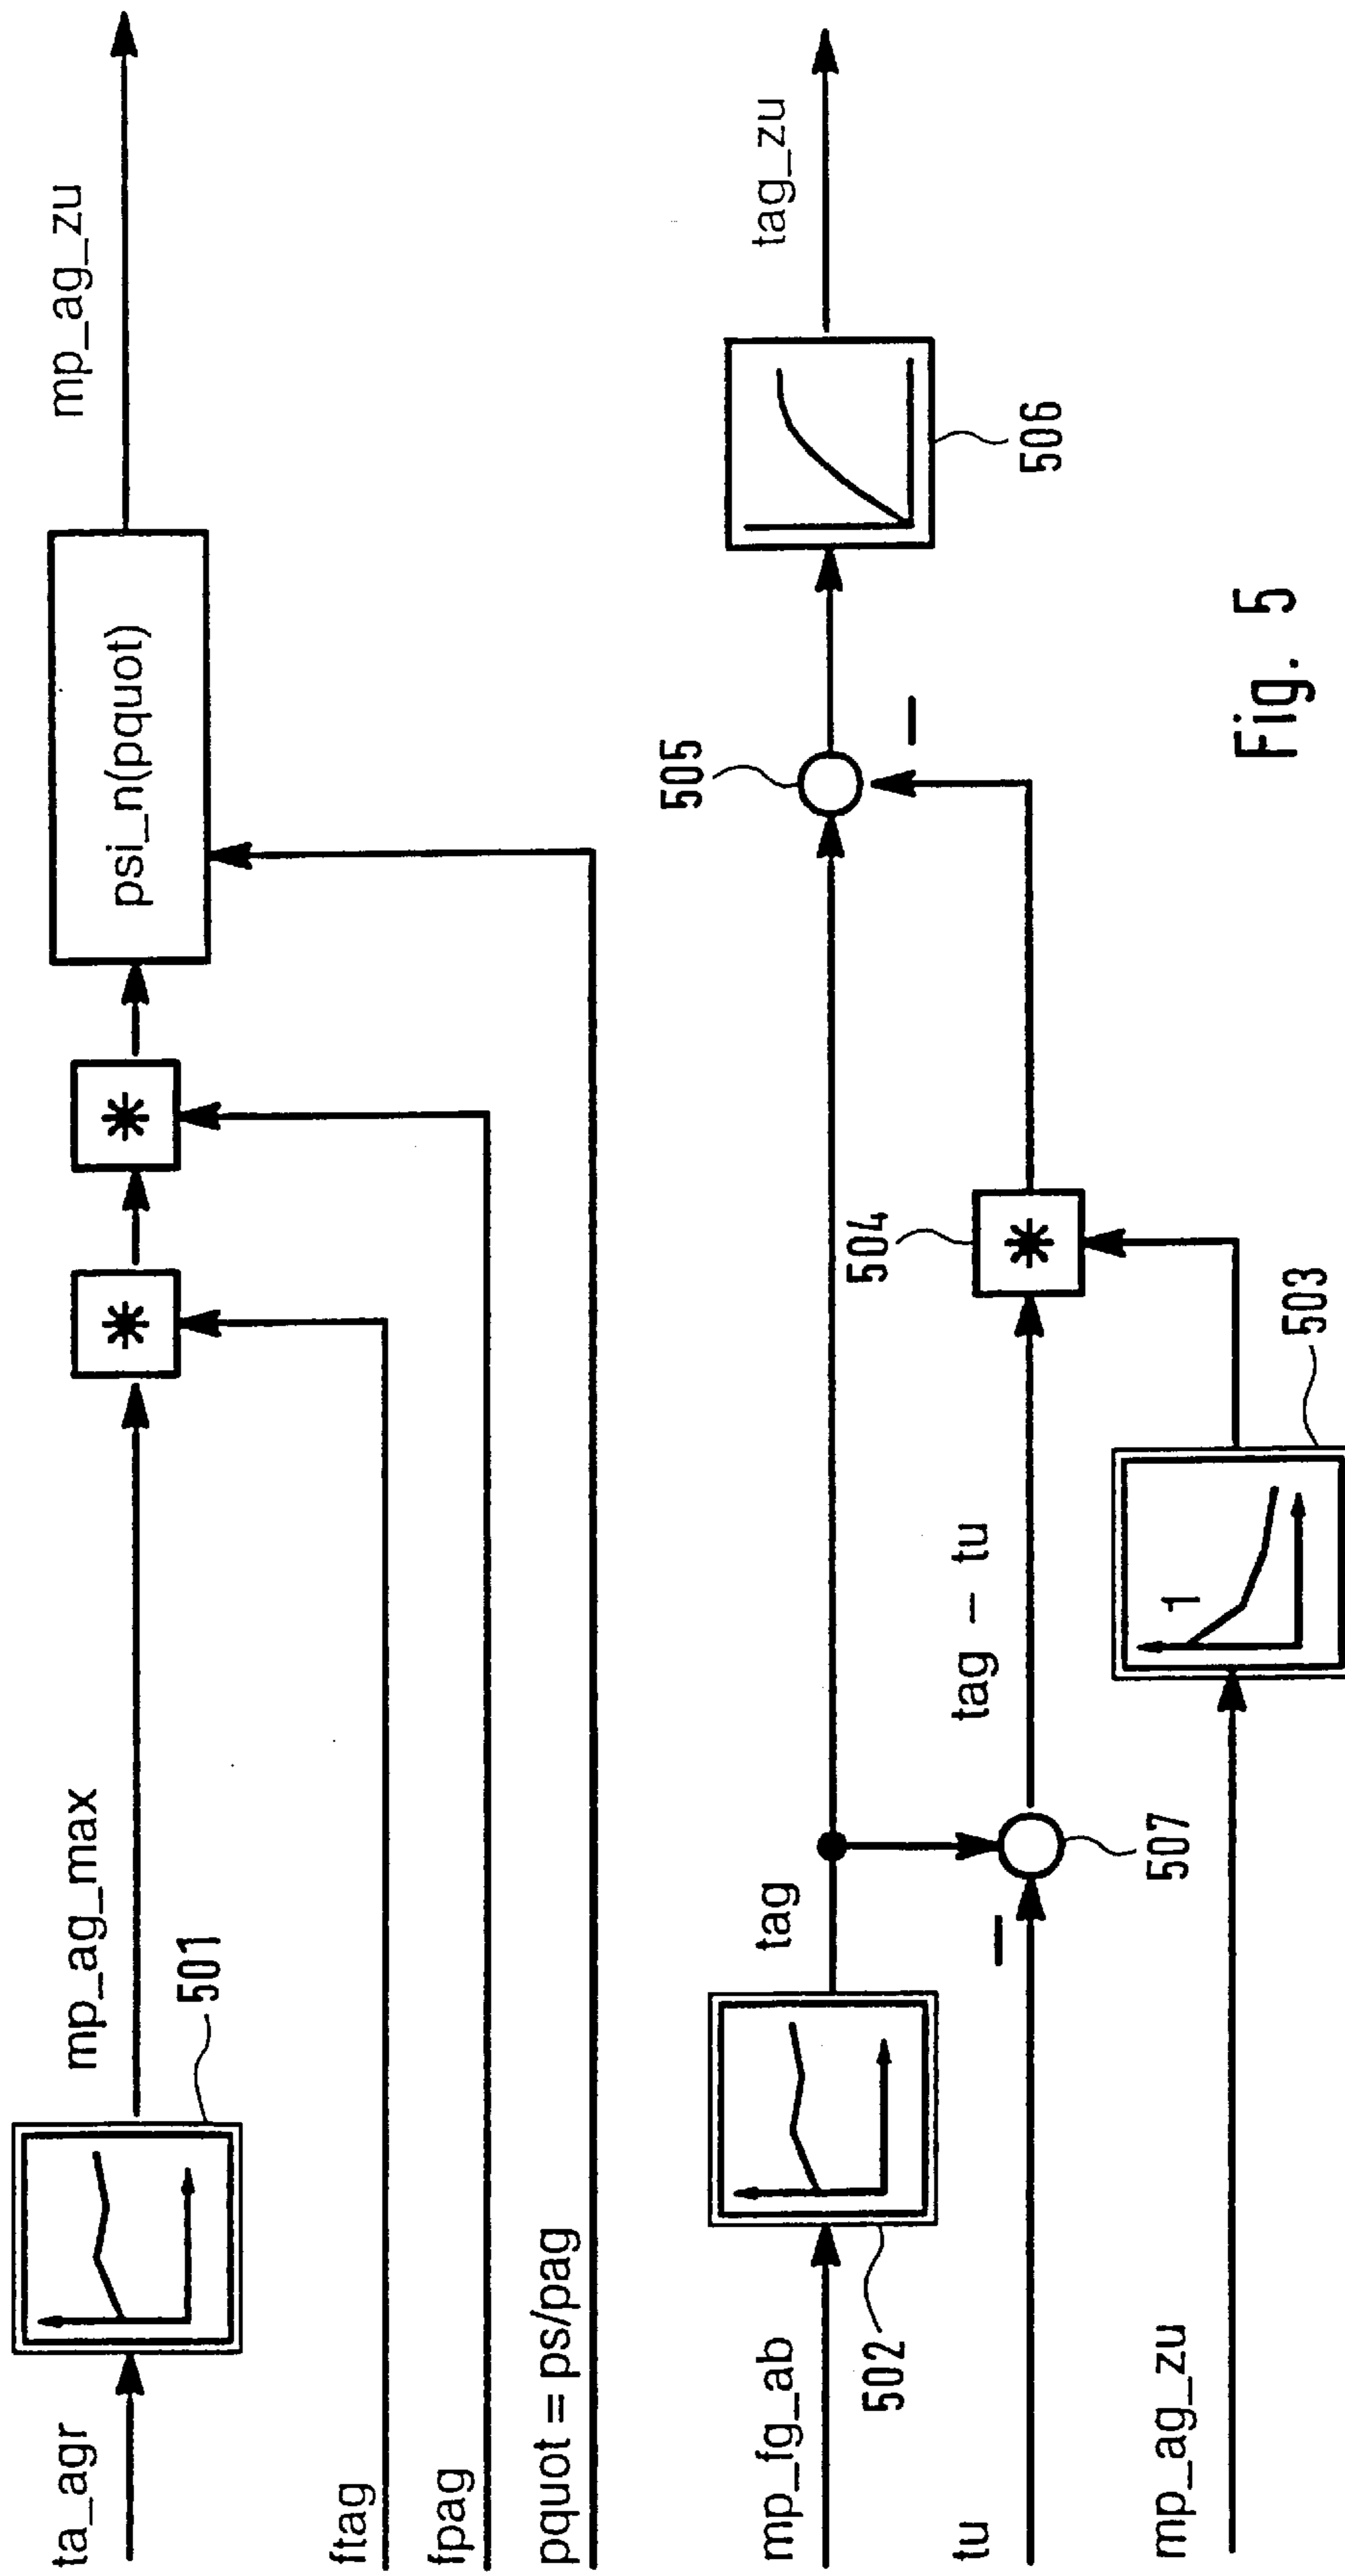 ta_agr
501
mp_ag_max
*
*
psi_n(pquot)
mp_ag_zu
ftag
fpag
pquot = ps/pag
mp_fg_ab
502
tag
505
506
tag_zu
tu
–
507
tag – tu
504
*
–
mp_ag_zu
1
503
Fig. 5